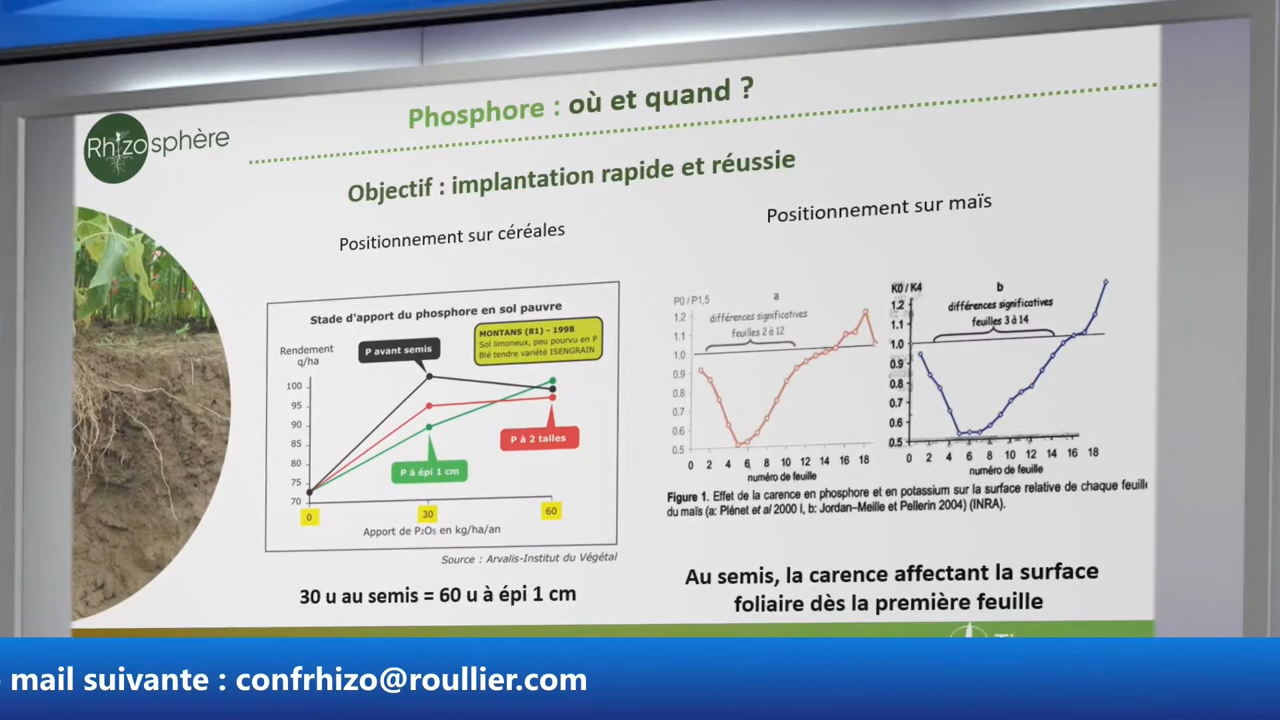 Phosphore : où et quand ?
Rhizosphère
Objectif : implantation rapide et réussie
Positionnement sur céréales
Positionnement sur maïs
Stade d'apport du phosphore en sol pauvre
MONTANS (81) - 1998
Sol limoneux, peu pourvu en P
Blé tendre variété ISENGRAIN
Rendement
q/ha
P avant semis
100
95
90
85
80
75
70
P à 2 talles
P à épi 1 cm
0
30
60
Apport de P2O5 en kg/ha/an
Source : Arvalis-Institut du Végétal
30 u au semis = 60 u à épi 1 cm
P0/P1,5
a
différences significatives
feuilles 2 à 12
1.2
1.1
1.0
0.9
0.8
0.7
0.6
0.5
0 2 4 6 8 10 12 14 16 18
numéro de feuille
K0/K4
b
différences significatives
feuilles 3 à 14
1.2
1.1
1.0
0.9
0.8
0.7
0.6
0.5
0 2 4 6 8 10 12 14 16 18
numéro de feuille
Figure 1. Effet de la carence en phosphore et en potassium sur la surface relative de chaque feuille
du maïs (a: Plénet et al 2000 I, b: Jordan–Meille et Pellerin 2004) (INRA).
Au semis, la carence affectant la surface
foliaire dès la première feuille
mail suivante : confrhizo@roullier.com